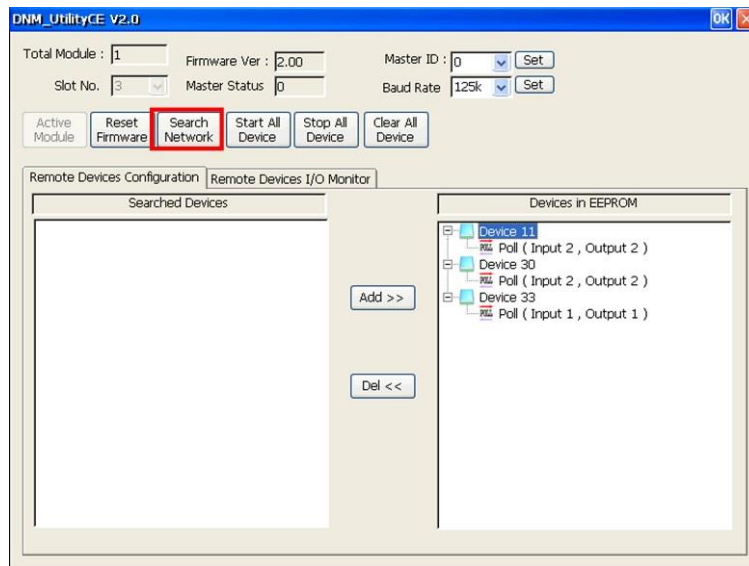 DNM_UtilityCE V2.0 OK
Total Module : 1 Firmware Ver : 2.00 Master ID : 0 Set
Slot No. 3 Master Status 0 Baud Rate 125k Set
Active Module Reset Firmware Search Network Start All Device Stop All Device Clear All Device
Remote Devices Configuration Remote Devices I/O Monitor
Searched Devices Devices in EEPROM
Device 11
POLL Poll ( Input 2 , Output 2 )
Device 30
POLL Poll ( Input 2 , Output 2 )
Device 33
POLL Poll ( Input 1 , Output 1 )
Add >>
Del <<